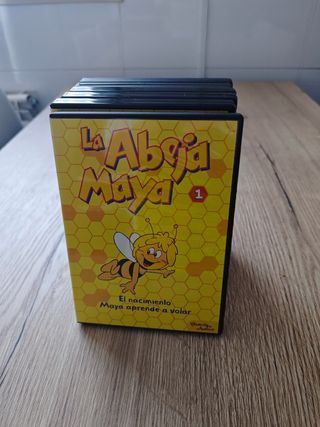 La Abeja
Maya
1
El nacimiento
Maya aprende a volar